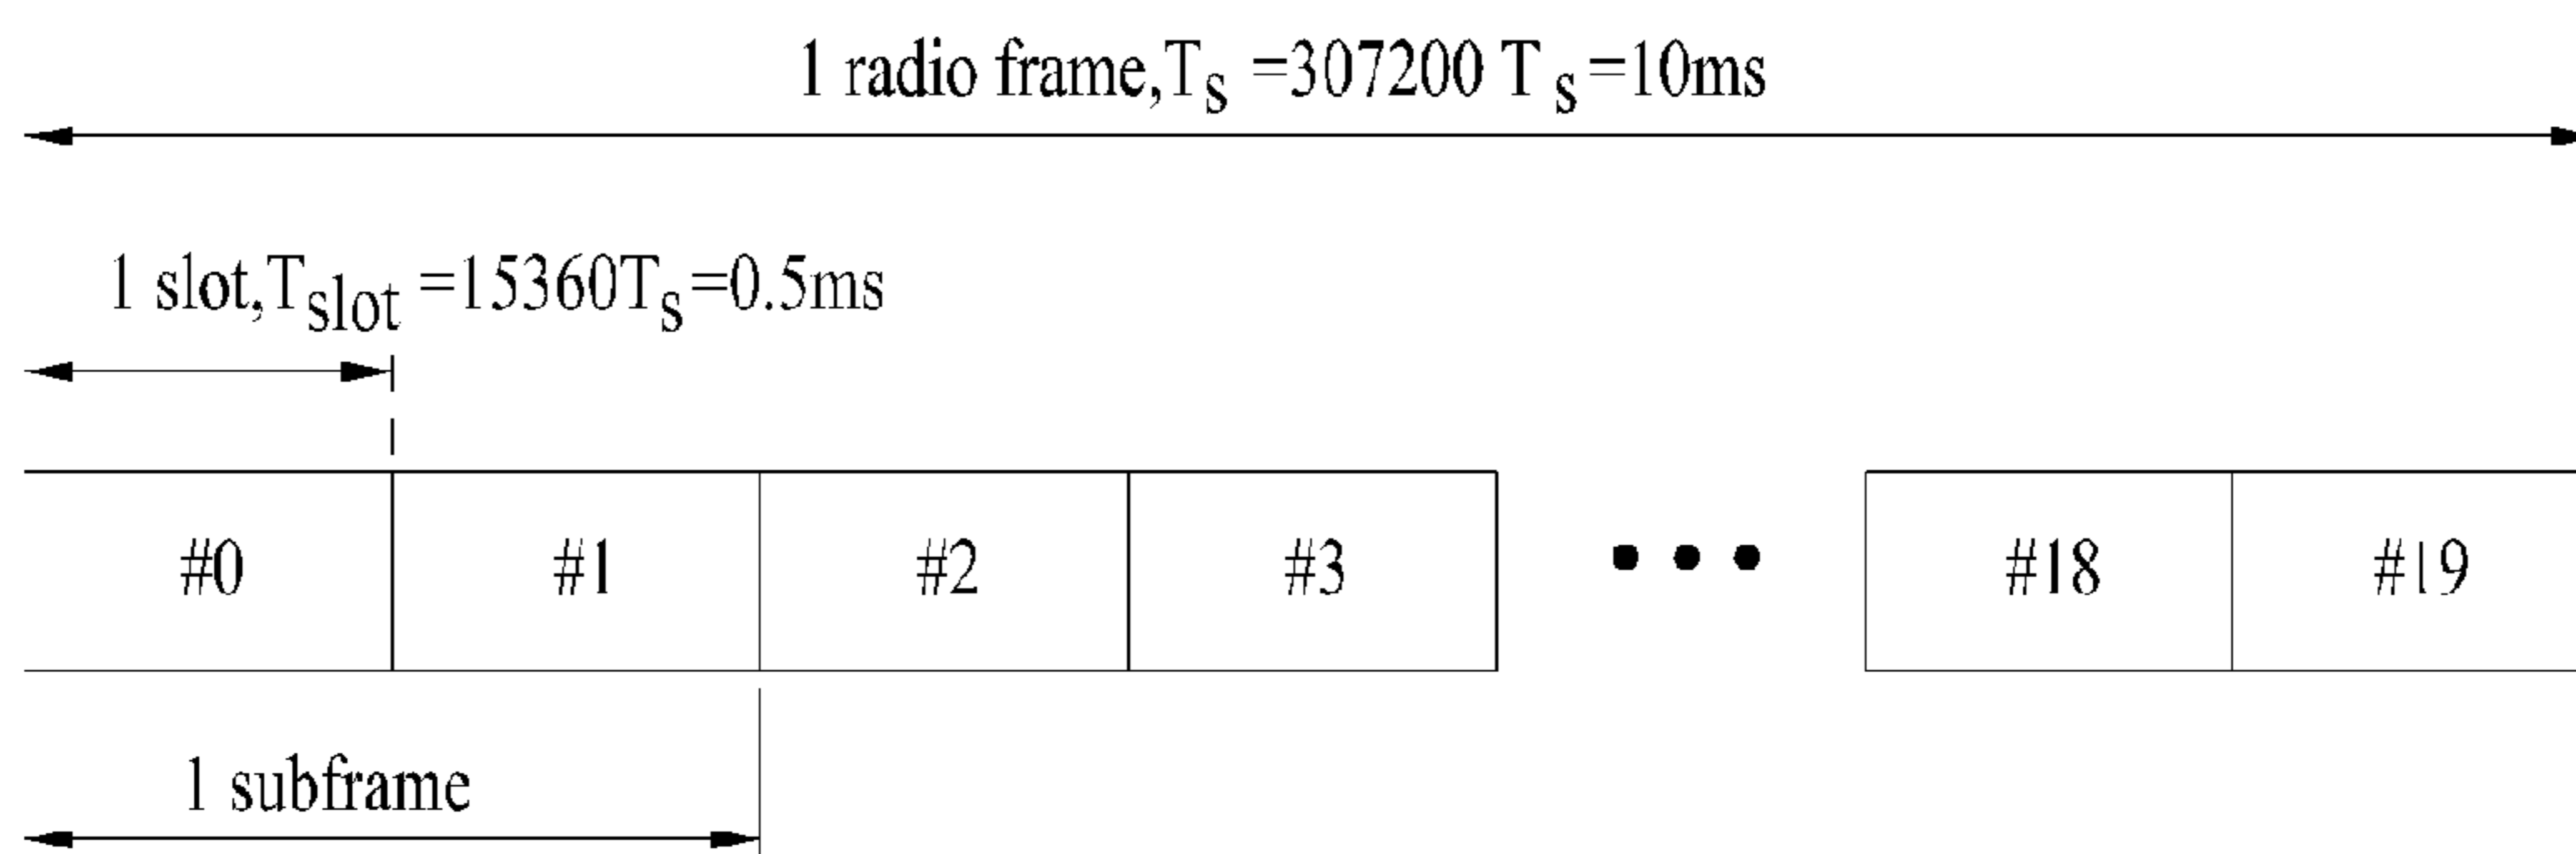 1 radio frame,Ts =307200 Ts=10ms
1 slot,Tslot =15360Ts=0.5ms
#0 #1 #2 #3 ••• #18 #19
1 subframe